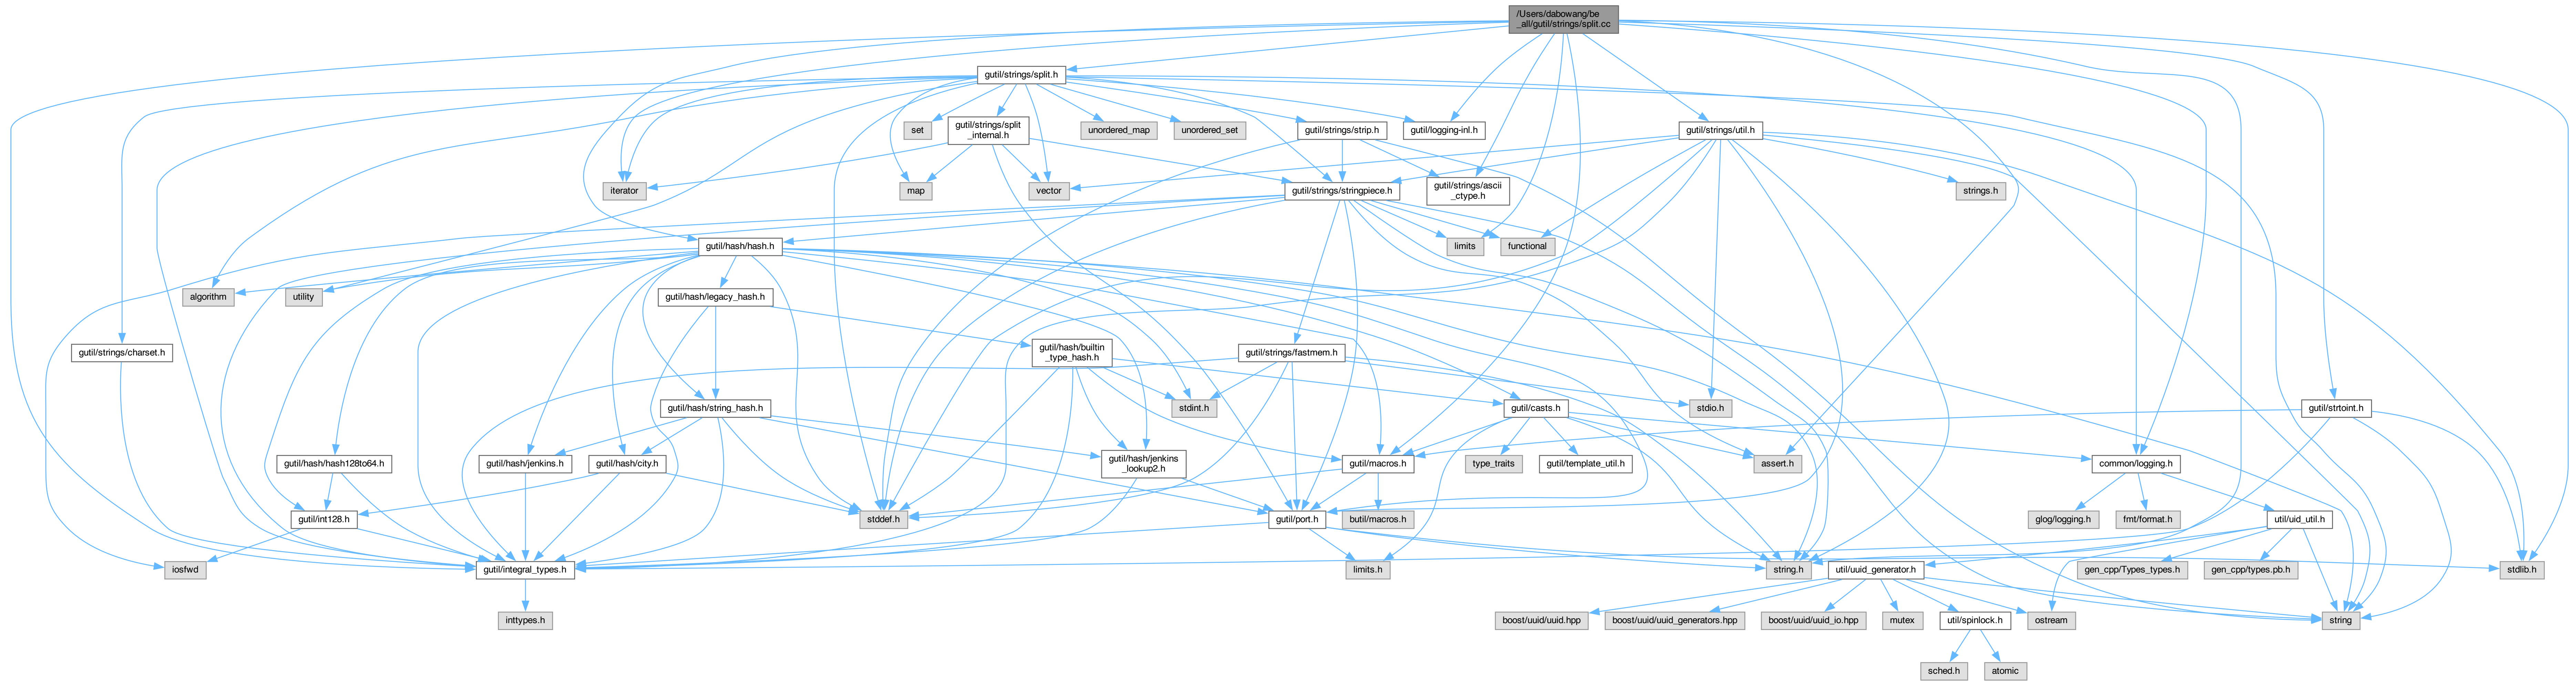 /Users/dabowang/be
_all/gutil/strings/split.cc
gutil/strings/split.h
set
gutil/strings/split
_internal.h
unordered_map
unordered_set
gutil/strings/strip.h
gutil/logging-inl.h
gutil/strings/util.h
iterator
map
vector
gutil/strings/stringpiece.h
gutil/strings/ascii
_ctype.h
strings.h
gutil/hash/hash.h
limits
functional
algorithm
utility
gutil/hash/legacy_hash.h
gutil/strings/charset.h
gutil/hash/builtin
_type_hash.h
gutil/strings/fastmem.h
gutil/hash/string_hash.h
stdint.h
gutil/casts.h
stdio.h
gutil/strtoint.h
gutil/hash/hash128to64.h
gutil/hash/jenkins.h
gutil/hash/city.h
gutil/hash/jenkins
_lookup2.h
gutil/macros.h
type_traits
gutil/template_util.h
assert.h
common/logging.h
gutil/int128.h
stddef.h
gutil/port.h
butil/macros.h
glog/logging.h
fmt/format.h
util/uid_util.h
iosfwd
gutil/integral_types.h
limits.h
string.h
util/uuid_generator.h
gen_cpp/Types_types.h
gen_cpp/types.pb.h
stdlib.h
inttypes.h
boost/uuid/uuid.hpp
boost/uuid/uuid_generators.hpp
boost/uuid/uuid_io.hpp
mutex
util/spinlock.h
ostream
string
sched.h
atomic